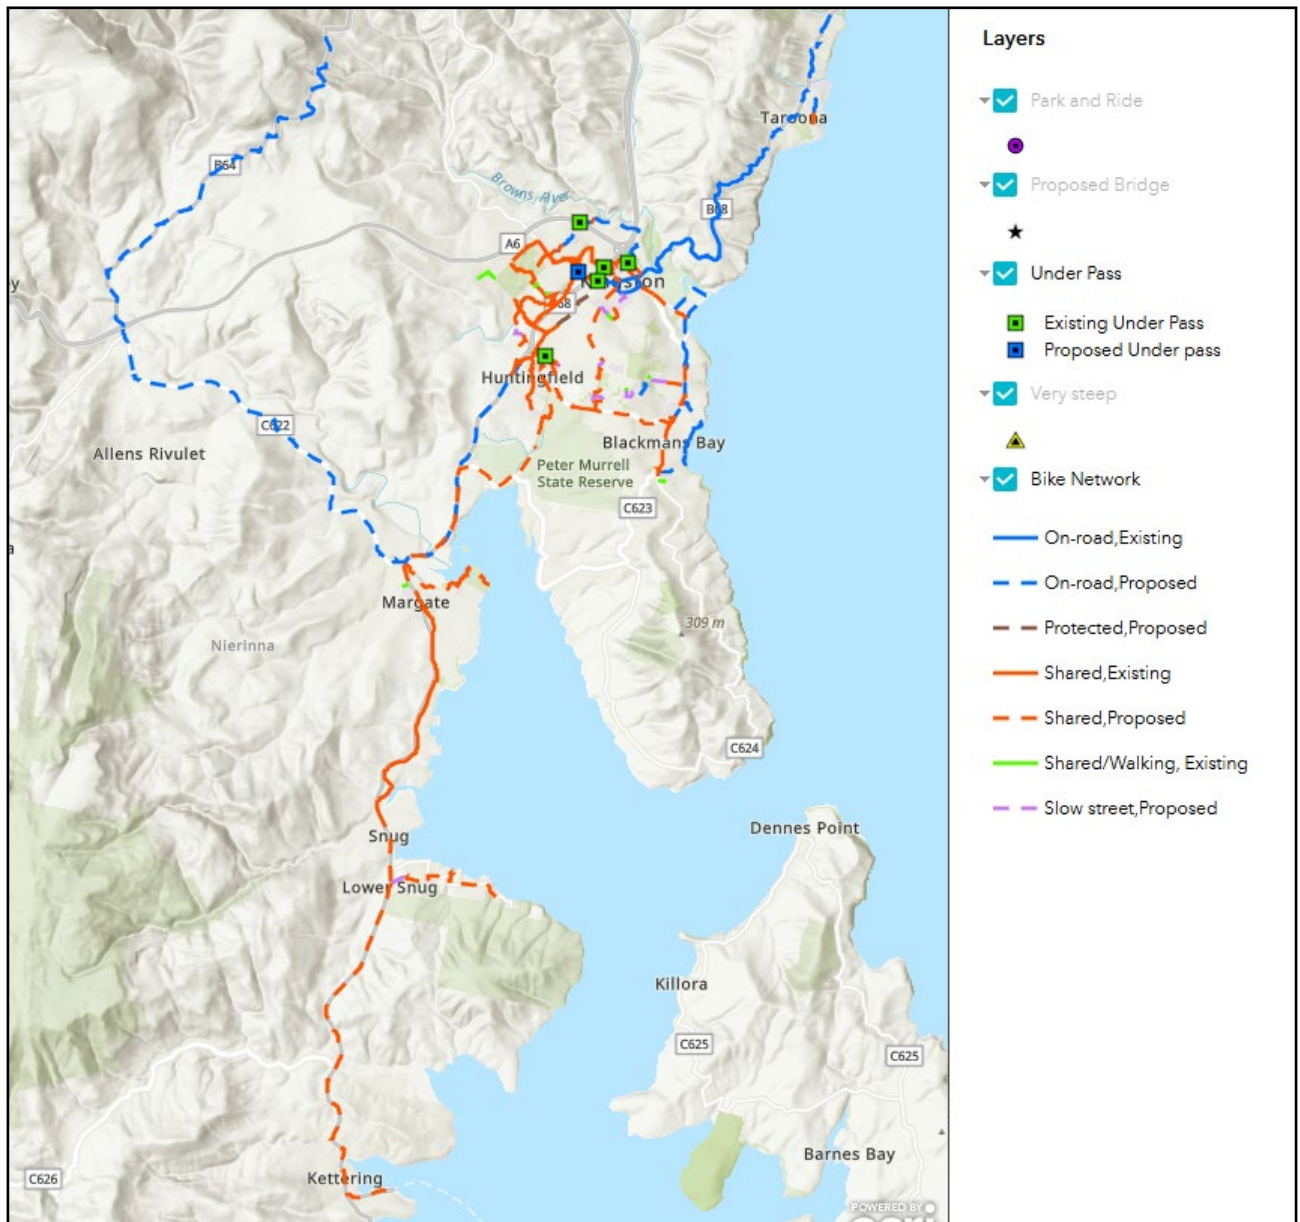 Layers
Park and Ride
Proposed Bridge
Under Pass
Existing Under Pass
Proposed Under pass
Very steep
Bike Network
On-road,Existing
On-road,Proposed
Protected,Proposed
Shared,Existing
Shared,Proposed
Shared/Walking, Existing
Slow street,Proposed
Taroona
B64
Browns River
B68
A6
Kingston
Huntingfield
C622
Allens Rivulet
Blackmans Bay
Peter Murrell
State Reserve
C623
Margate
309 m
Nierinna
C624
Snug
Dennes Point
Lower Snug
Killora
C625
C625
Barnes Bay
C626
Kettering
POWERED BY
esri